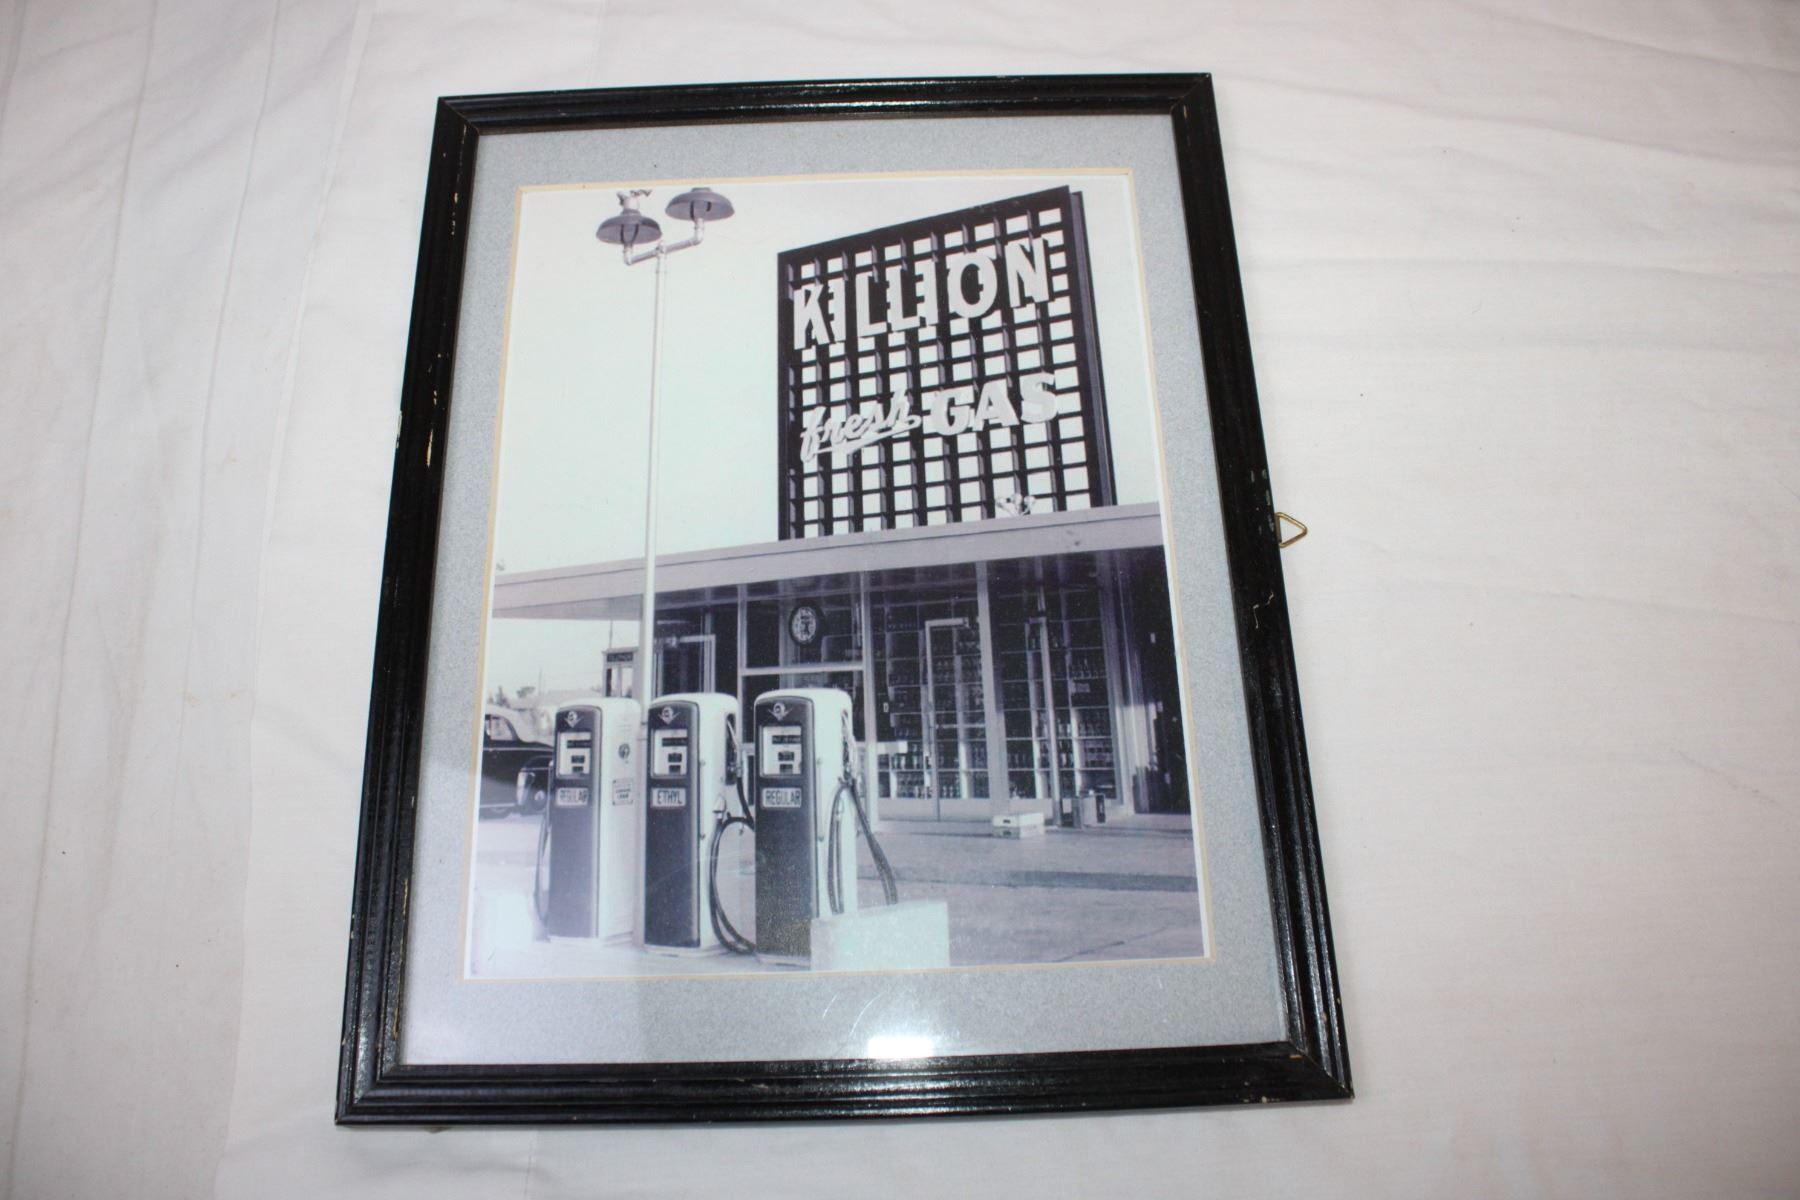 KILLION
fresh GAS
REGULAR
ETHYL
REGULAR